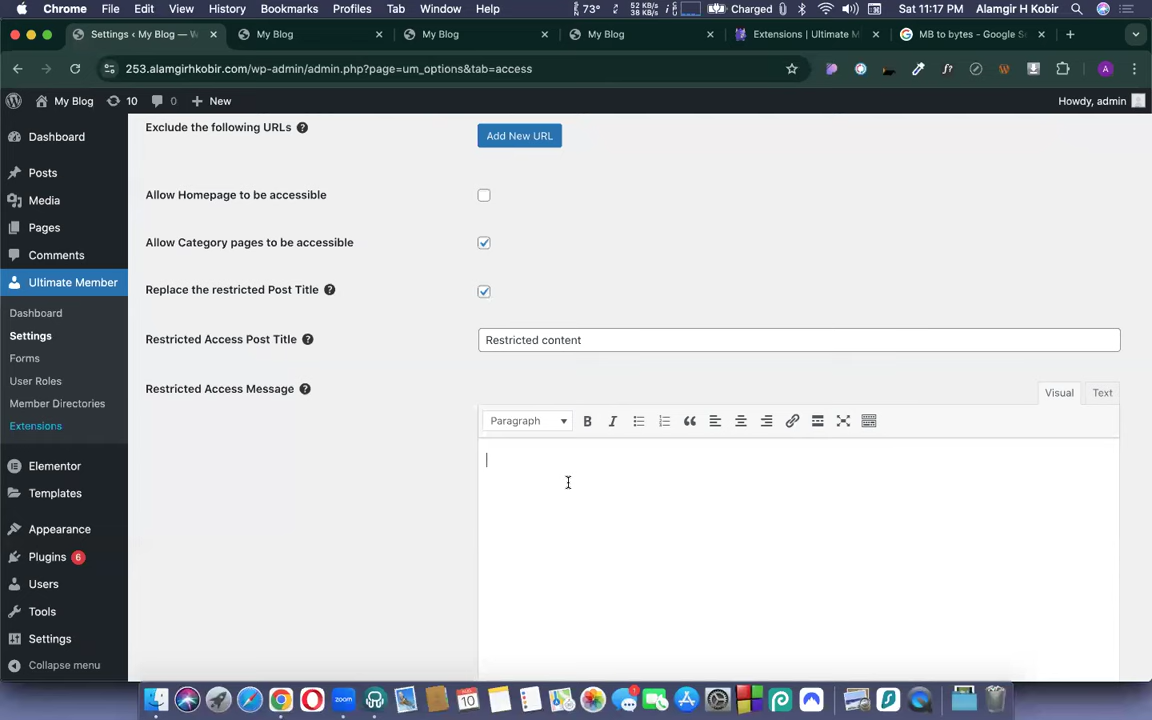 Chrome File Edit View History Bookmarks Profiles Tab Window Help 73° 52 KB/s 38 KB/s Charged Sat 11:17 PM Alamgir H Kobir
Settings ‹ My Blog — W My Blog My Blog My Blog Extensions | Ultimate M MB to bytes - Google S
253.alamgirhkobir.com/wp-admin/admin.php?page=um_options&tab=access A
My Blog 10 0 + New Howdy, admin
Dashboard
Posts
Media
Pages
Comments
Ultimate Member
Dashboard
Settings
Forms
User Roles
Member Directories
Extensions
Elementor
Templates
Appearance
Plugins 6
Users
Tools
Settings
Collapse menu
Exclude the following URLs ? Add New URL
Allow Homepage to be accessible
Allow Category pages to be accessible
Replace the restricted Post Title ?
Restricted Access Post Title ? Restricted content
Restricted Access Message ? Visual Text
Paragraph B I